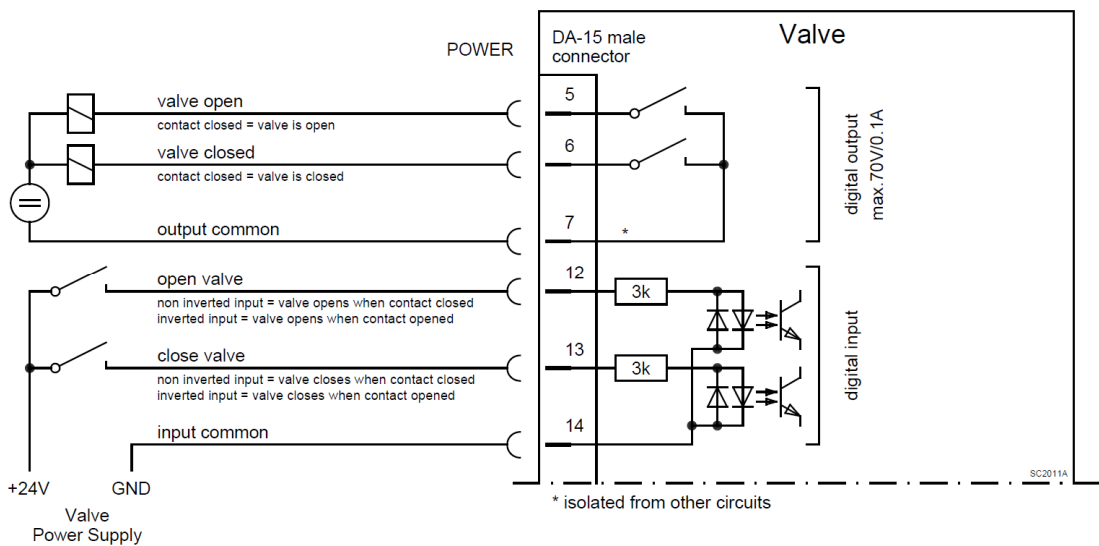 Valve
DA-15 male
connector
POWER
5
valve open
contact closed = valve is open
6
valve closed
contact closed = valve is closed
7
output common
*
digital output
max.70V/0.1A
12
open valve
3k
non inverted input = valve opens when contact closed
inverted input = valve opens when contact opened
13
close valve
3k
non inverted input = valve closes when contact closed
inverted input = valve closes when contact opened
14
input common
digital input
SC2011A
+24V
GND
* isolated from other circuits
Valve
Power Supply